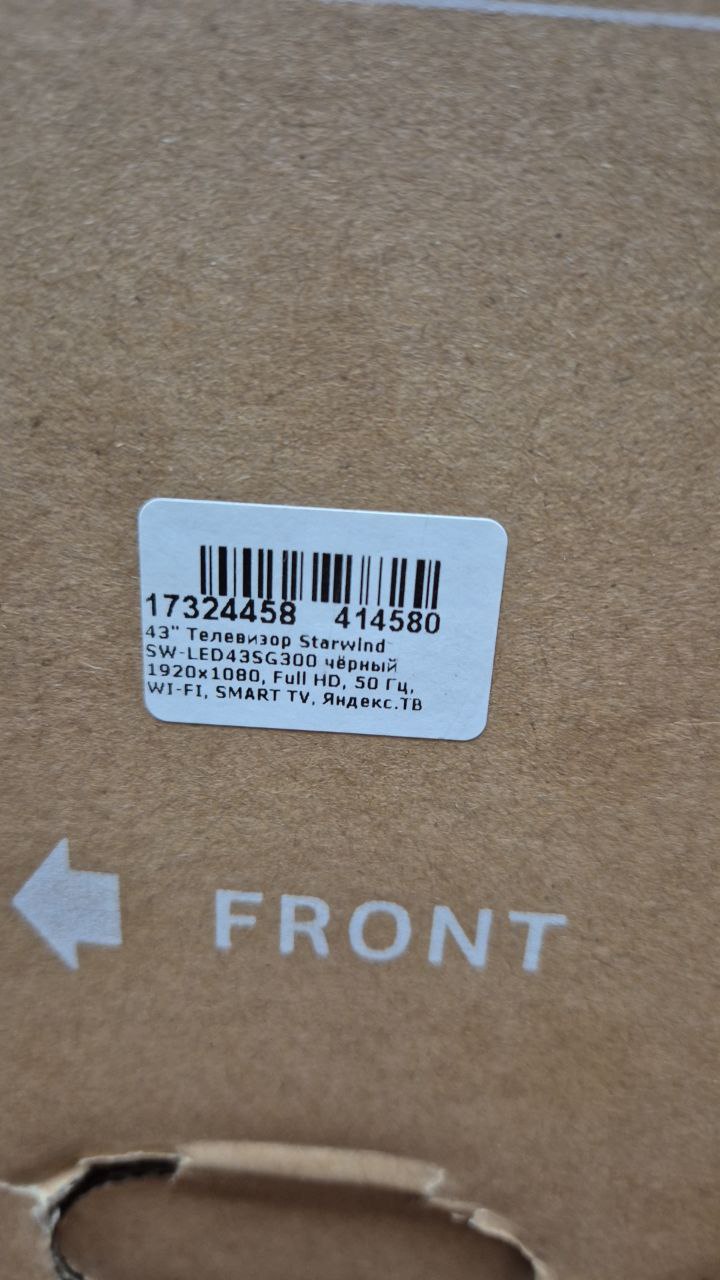 17324458 414580
43" Телевизор Starwind
SW-LED43SG300 чёрный
1920x1080, Full HD, 50 Гц,
WI-FI, SMART TV, Яндекс.ТВ
FRONT